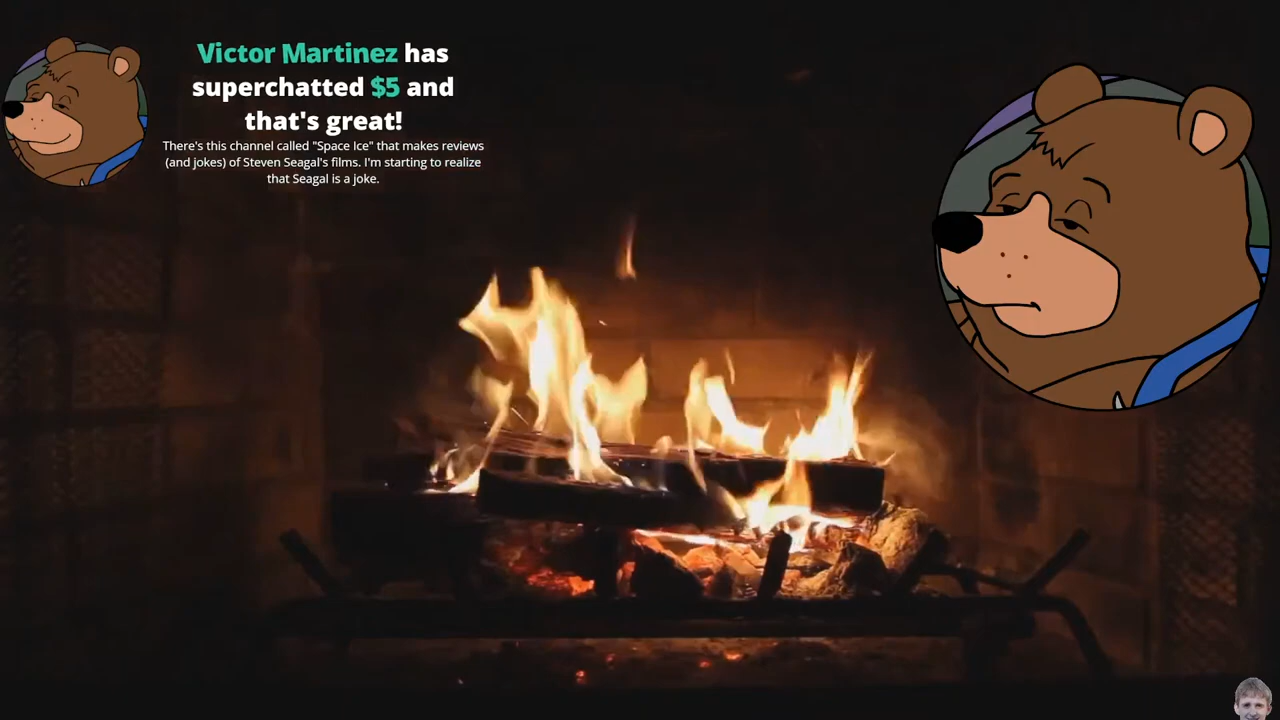 Victor Martinez has
superchatted $5 and
that's great!
There's this channel called "Space Ice" that makes reviews
(and jokes) of Steven Seagal's films. I'm starting to realize
that Seagal is a joke.